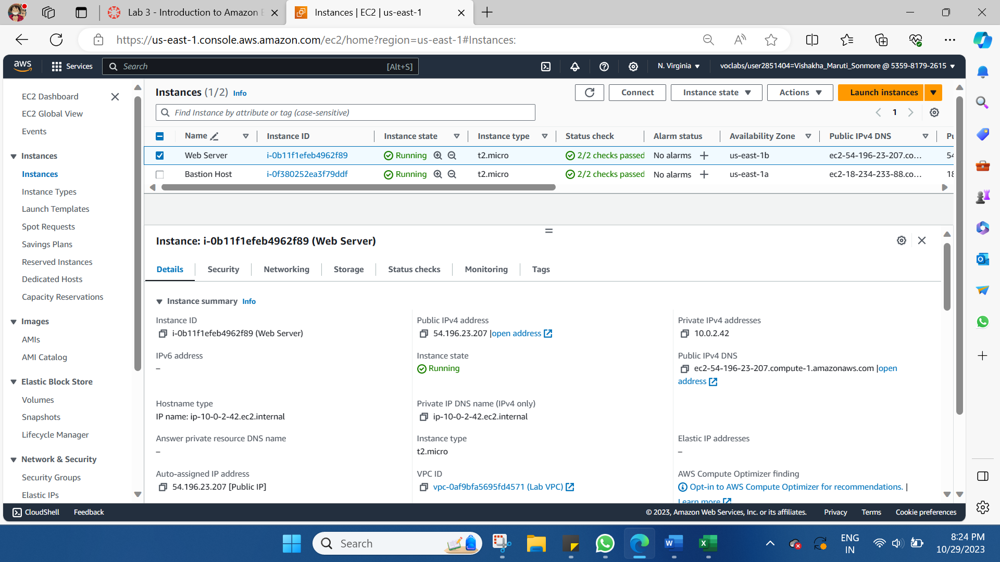 Lab 3 - Introduction to Amazon E
Instances | EC2 | us-east-1
https://us-east-1.console.aws.amazon.com/ec2/home?region=us-east-1#Instances:
aws
Services
Search
[Alt+S]
N. Virginia
voclabs/user2851404=Vishakha_Maruti_Sonmore @ 5359-8179-2615
EC2 Dashboard
EC2 Global View
Events
Instances
Instances
Instance Types
Launch Templates
Spot Requests
Savings Plans
Reserved Instances
Dedicated Hosts
Capacity Reservations
Images
AMIs
AMI Catalog
Elastic Block Store
Volumes
Snapshots
Lifecycle Manager
Network & Security
Security Groups
Elastic IPs
Instances (1/2) Info
Connect
Instance state
Actions
Launch instances
Find Instance by attribute or tag (case-sensitive)
1
Name Instance ID Instance state Instance type Status check Alarm status Availability Zone Public IPv4 DNS Pu
Web Server i-0b11f1efeb4962f89 Running t2.micro 2/2 checks passed No alarms us-east-1b ec2-54-196-23-207.co... 54
Bastion Host i-0f380252ea3f79ddf Running t2.micro 2/2 checks passed No alarms us-east-1a ec2-18-234-233-88.co... 18
Instance: i-0b11f1efeb4962f89 (Web Server)
Details Security Networking Storage Status checks Monitoring Tags
Instance summary Info
Instance ID
i-0b11f1efeb4962f89 (Web Server)
Public IPv4 address
54.196.23.207 |open address
Private IPv4 addresses
10.0.2.42
IPv6 address
–
Instance state
Running
Public IPv4 DNS
ec2-54-196-23-207.compute-1.amazonaws.com |open
address
Hostname type
IP name: ip-10-0-2-42.ec2.internal
Private IP DNS name (IPv4 only)
ip-10-0-2-42.ec2.internal
Answer private resource DNS name
–
Instance type
t2.micro
Elastic IP addresses
–
Auto-assigned IP address
54.196.23.207 [Public IP]
VPC ID
vpc-0af9bfa5695fd4571 (Lab VPC)
AWS Compute Optimizer finding
Opt-in to AWS Compute Optimizer for recommendations. |
Learn more
CloudShell
Feedback
© 2023, Amazon Web Services, Inc. or its affiliates.
Privacy
Terms
Cookie preferences
Search
ENG
IN
8:24 PM
10/29/2023